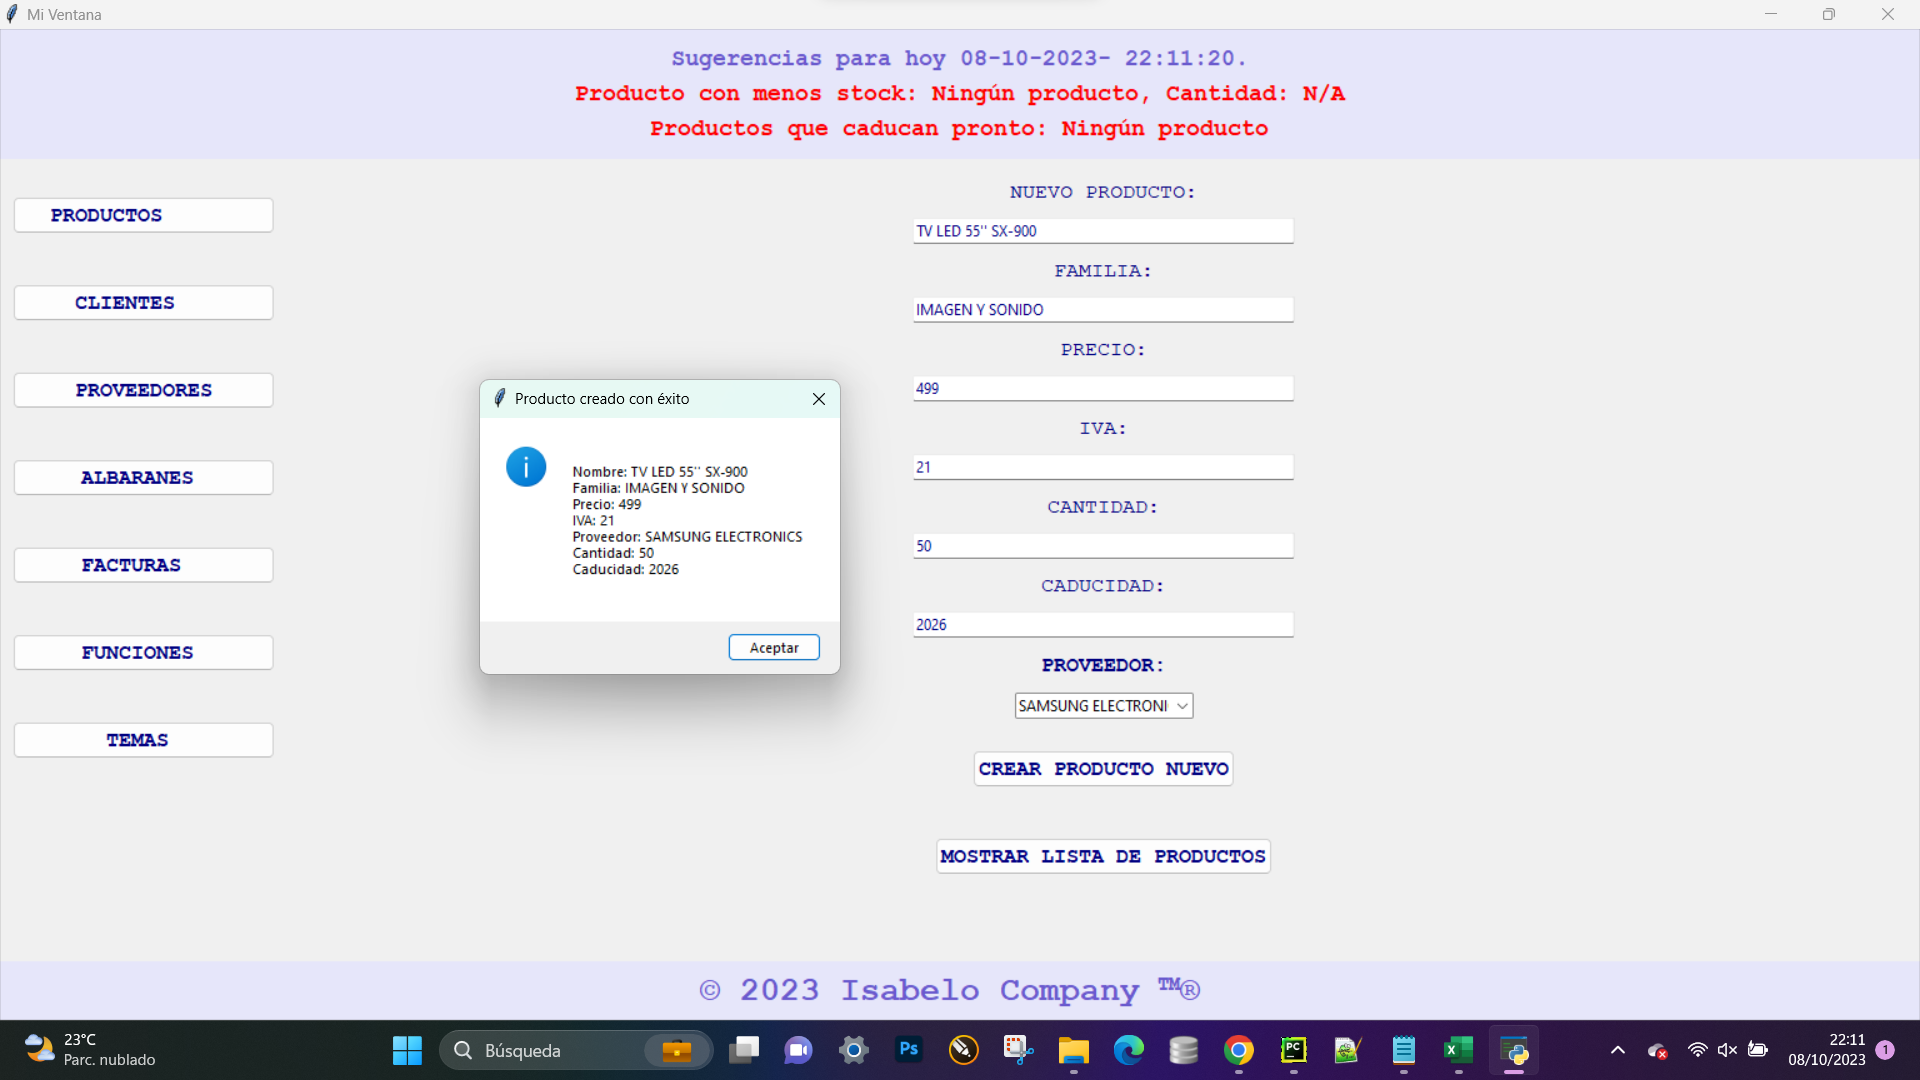 Mi Ventana
Sugerencias para hoy 08-10-2023- 22:11:20.
Producto con menos stock: Ningún producto, Cantidad: N/A
Productos que caducan pronto: Ningún producto
PRODUCTOS
CLIENTES
PROVEEDORES
ALBARANES
FACTURAS
FUNCIONES
TEMAS
Producto creado con éxito
Nombre: TV LED 55'' SX-900
Familia: IMAGEN Y SONIDO
Precio: 499
IVA: 21
Proveedor: SAMSUNG ELECTRONICS
Cantidad: 50
Caducidad: 2026
Aceptar
NUEVO PRODUCTO:
TV LED 55'' SX-900
FAMILIA:
IMAGEN Y SONIDO
PRECIO:
499
IVA:
21
CANTIDAD:
50
CADUCIDAD:
2026
PROVEEDOR:
SAMSUNG ELECTRONI
CREAR PRODUCTO NUEVO
MOSTRAR LISTA DE PRODUCTOS
© 2023 Isabelo Company ™®
23°C
Parc. nublado
Búsqueda
Ps
PC
X
22:11
08/10/2023
1